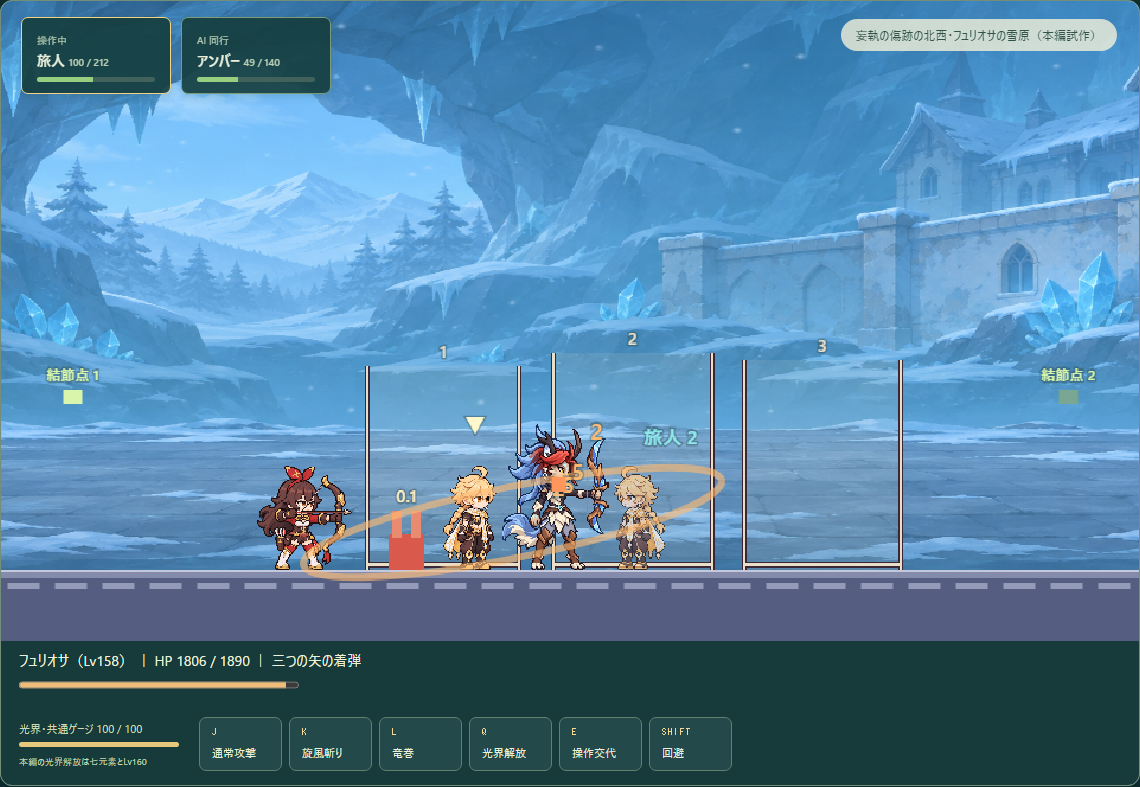 操作中
旅人 100 / 212
AI 同行
アンバー 49 / 140
妄執の傷跡の北西・フュリオサの雪原（本編試作）
1
2
3
結節点 1
結節点 2
2
旅人 2
5
5
0.1
フュリオサ（Lv158） | HP 1806 / 1890 | 三つの矢の着弾
光界・共通ゲージ 100 / 100
本編の光界解放は七元素とLv160
J
通常攻撃
K
旋風斬り
L
竜巻
Q
光界解放
E
操作交代
SHIFT
回避